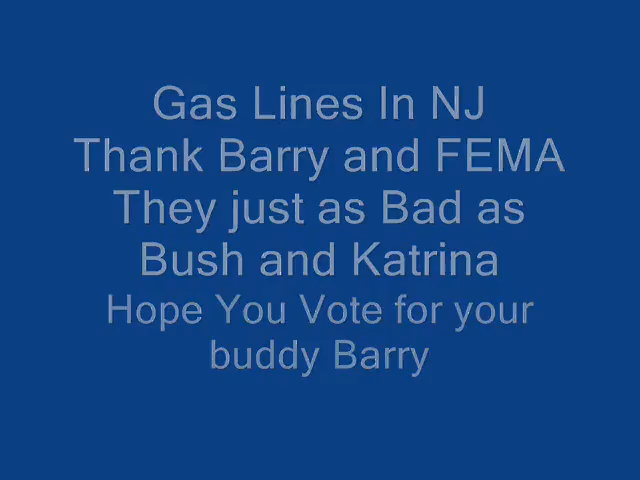 Gas Lines In NJ
Thank Barry and FEMA
They just as Bad as
Bush and Katrina
Hope You Vote for your
buddy Barry